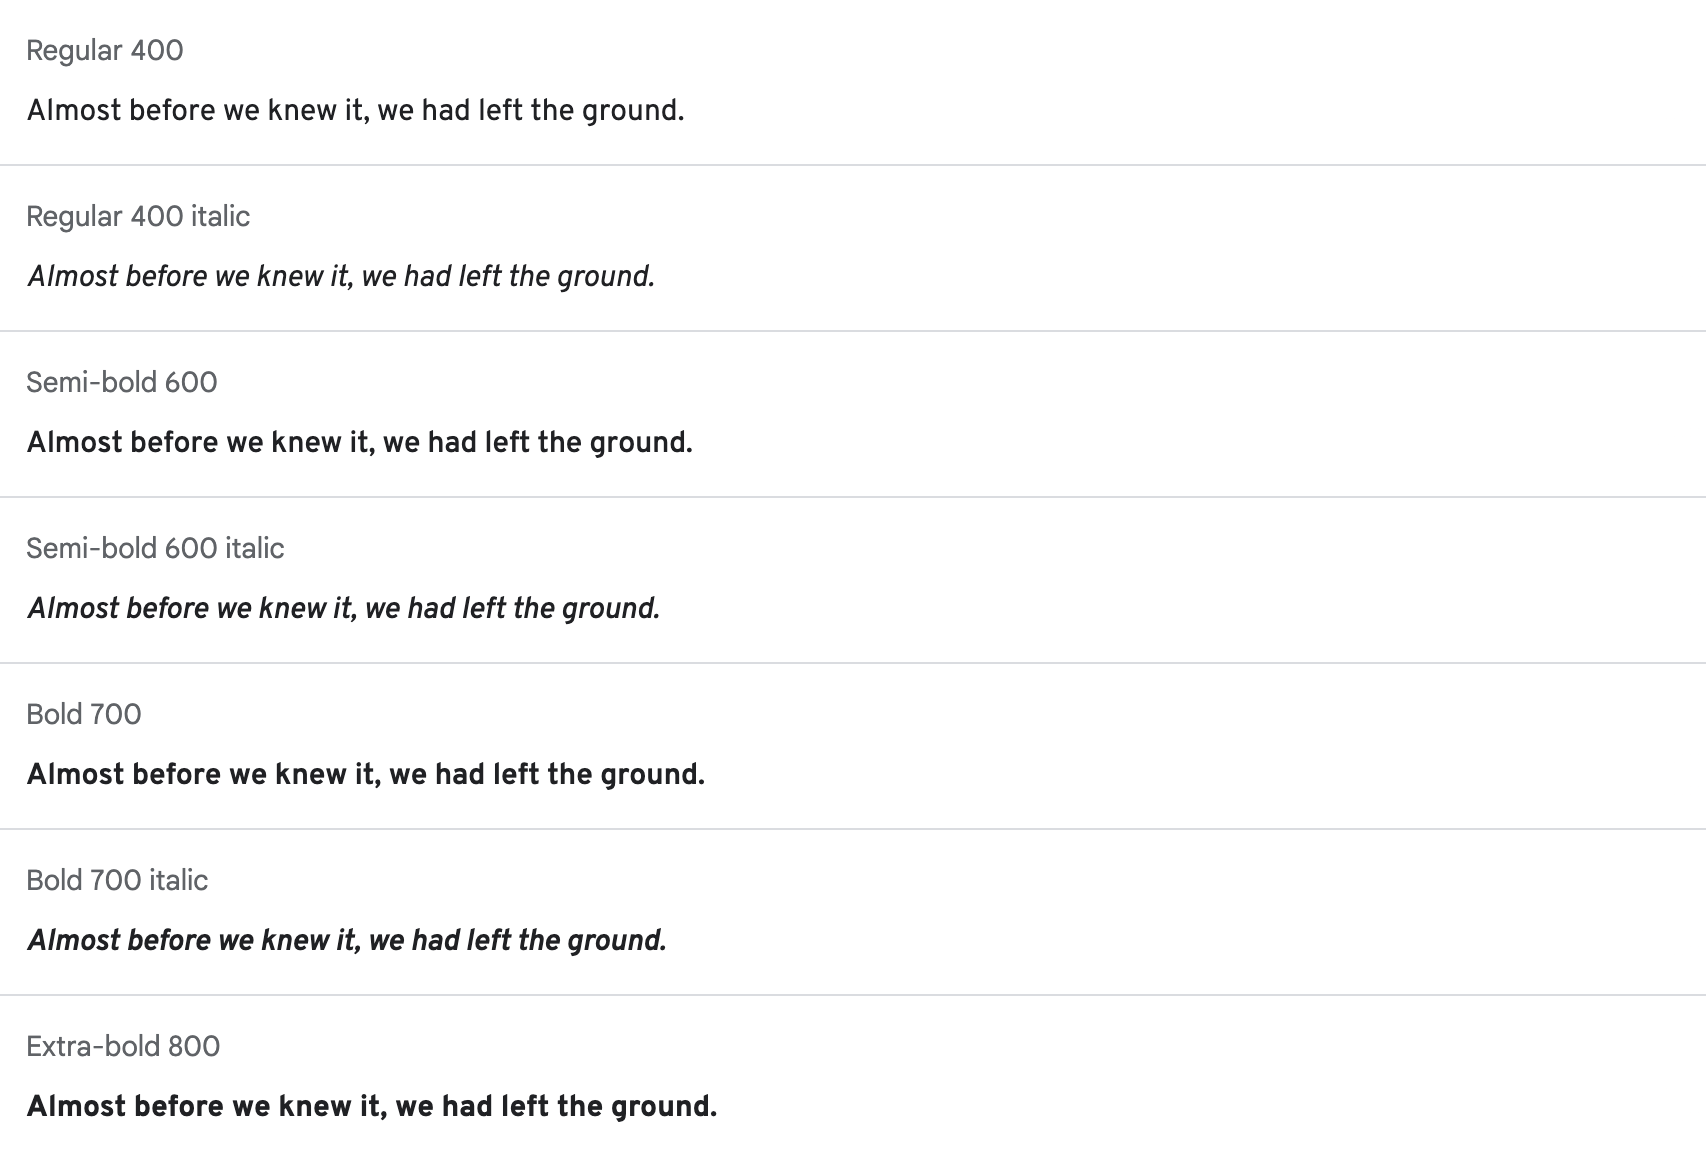 Regular 400
Almost before we knew it, we had left the ground.
Regular 400 italic
Almost before we knew it, we had left the ground.
Semi-bold 600
Almost before we knew it, we had left the ground.
Semi-bold 600 italic
Almost before we knew it, we had left the ground.
Bold 700
Almost before we knew it, we had left the ground.
Bold 700 italic
Almost before we knew it, we had left the ground.
Extra-bold 800
Almost before we knew it, we had left the ground.